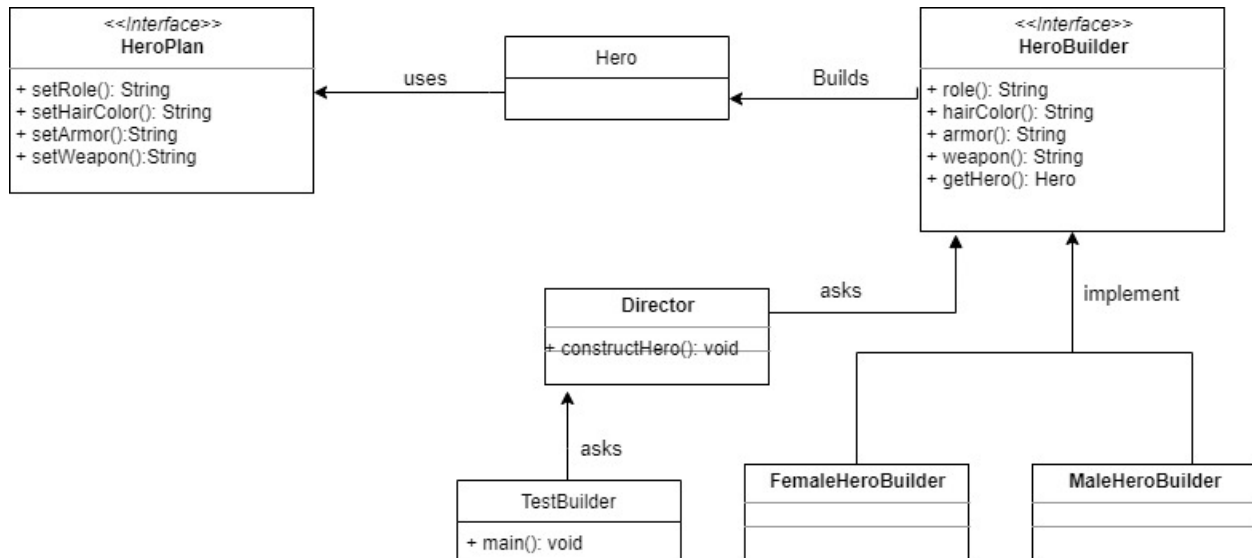 <<Interface>>
HeroPlan
+ setRole(): String
+ setHairColor(): String
+ setArmor():String
+ setWeapon():String
uses
Hero
Builds
<<Interface>>
HeroBuilder
+ role(): String
+ hairColor(): String
+ armor(): String
+ weapon(): String
+ getHero(): Hero
Director
+ constructHero(): void
asks
implement
asks
TestBuilder
+ main(): void
FemaleHeroBuilder
MaleHeroBuilder